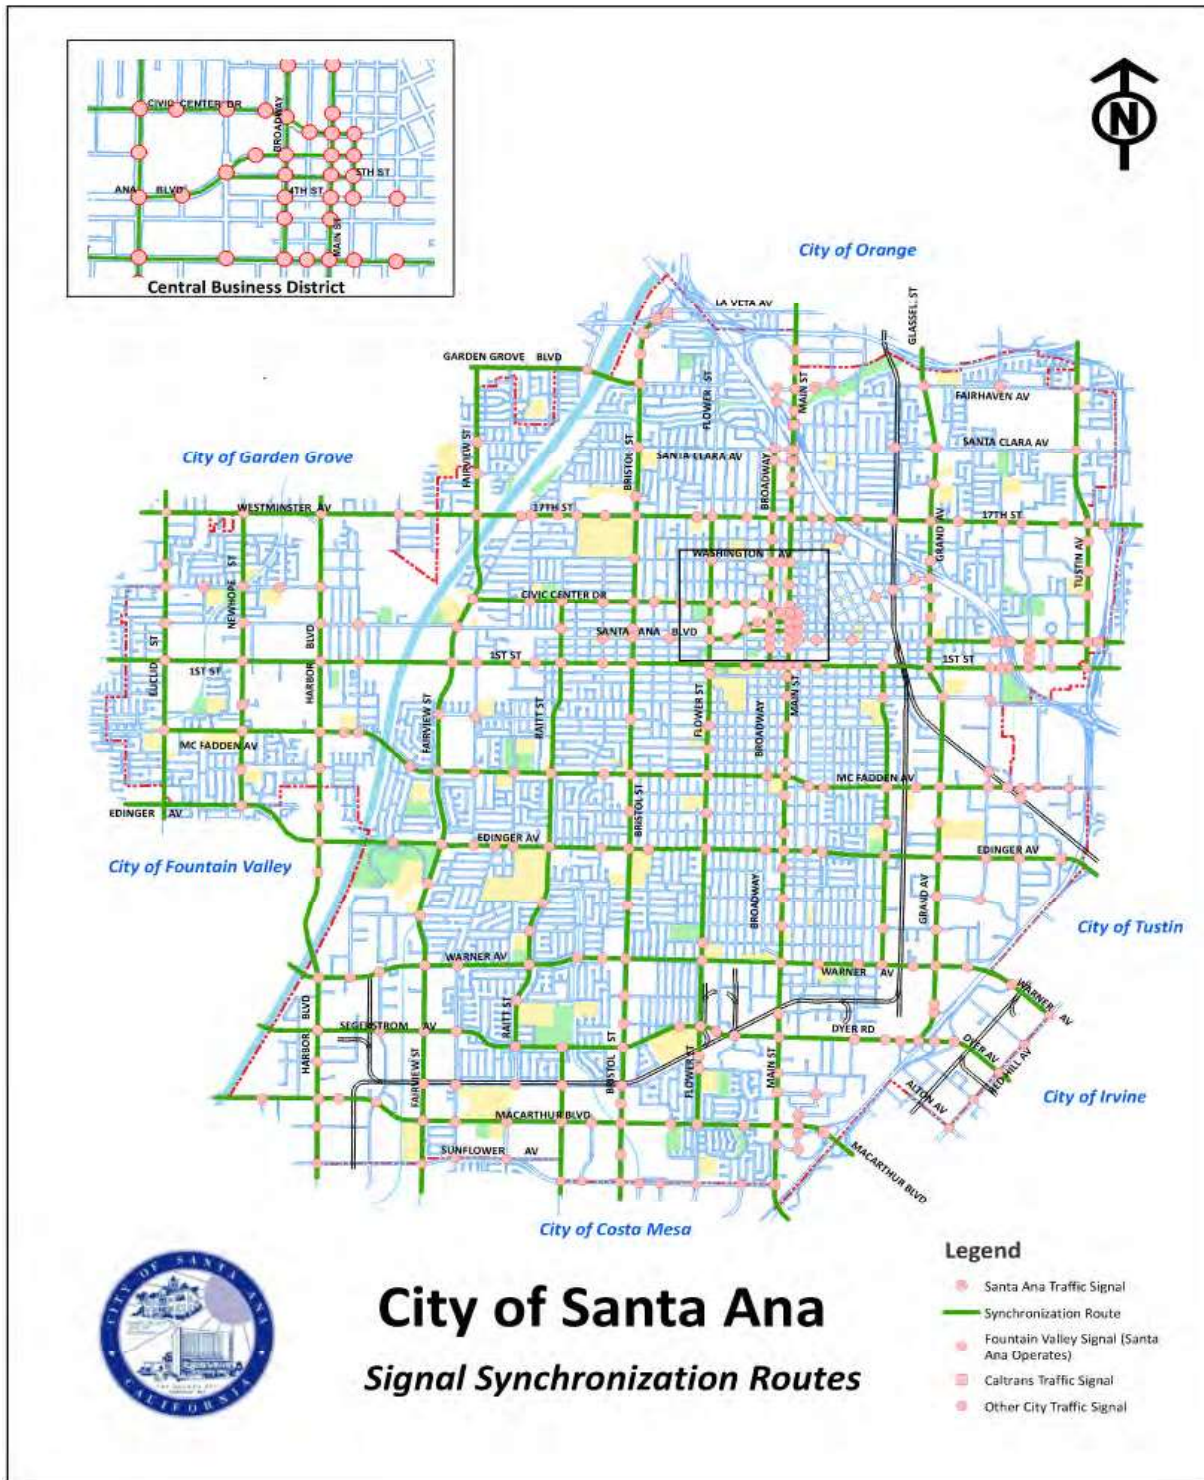 CIVIC CENTER DR
BROADWAY
5TH ST
ANA BLVD
4TH ST
MAIN ST
Central Business District
N
City of Orange
LA VETA AV
GLASSEL ST
GARDEN GROVE BLVD
FLOWER ST
MAIN ST
FAIRHAVEN AV
FAIRVIEW ST
BRISTOL ST
SANTA CLARA AV
SANTA CLARA AV
City of Garden Grove
BROADWAY
WESTMINSTER AV
17TH ST
17TH ST
GRAND AV
TUSTIN AV
NEWHOPE ST
WASHINGTON AV
CIVIC CENTER DR
SANTA ANA BLVD
EUCLID ST
HARBOR BLVD
1ST ST
1ST ST
1ST ST
FAIRVIEW ST
RAITT ST
FLOWER ST
MAIN ST
BROADWAY
MC FADDEN AV
MC FADDEN AV
EDINGER AV
BRISTOL ST
EDINGER AV
EDINGER AV
City of Fountain Valley
BROADWAY
GRAND AV
City of Tustin
WARNER AV
WARNER AV
WARNER AV
HARBOR BLVD
RAITT ST
SEGERSTROM AV
DYER RD
BRISTOL ST
DYER AV
RED HILL AV
FAIRVIEW ST
FLOWER ST
MAIN ST
ALTON AV
City of Irvine
MACARTHUR BLVD
SUNFLOWER AV
MACARTHUR BLVD
City of Costa Mesa
CITY OF SANTA ANA
CALIFORNIA
City of Santa Ana
Signal Synchronization Routes
Legend
Santa Ana Traffic Signal
Synchronization Route
Fountain Valley Signal (Santa
Ana Operates)
Caltrans Traffic Signal
Other City Traffic Signal